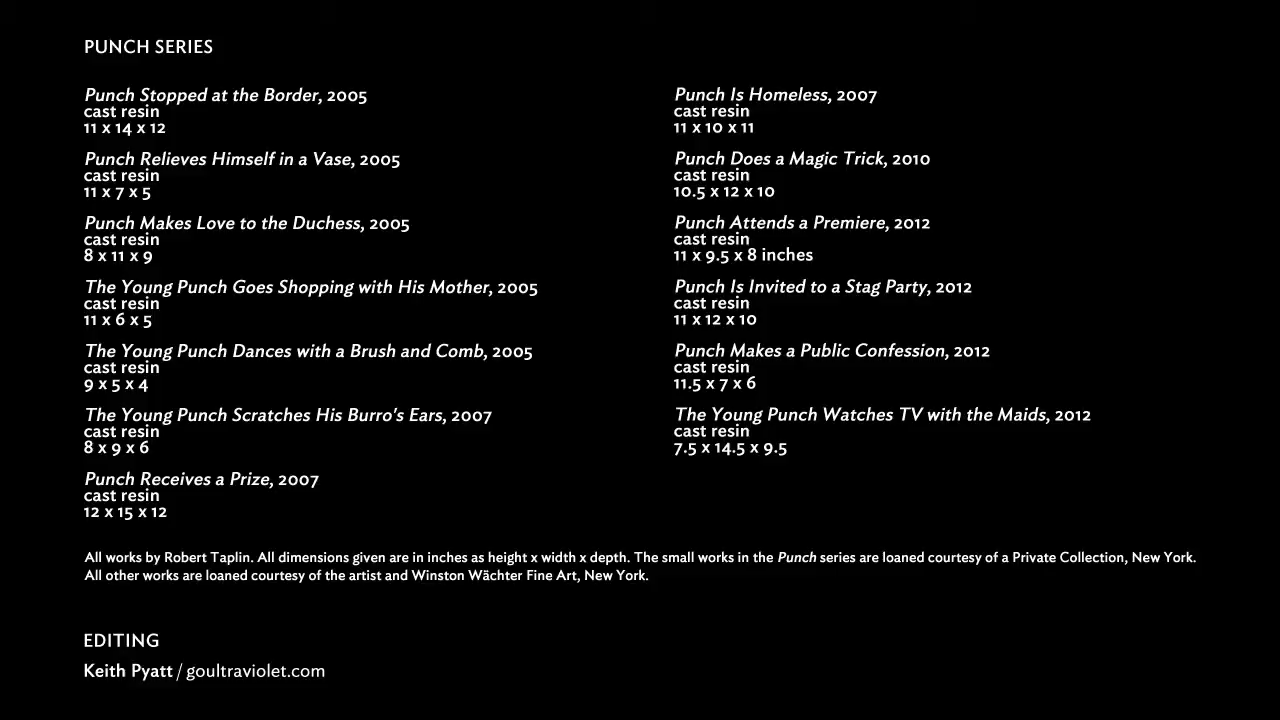 PUNCH SERIES
Punch Stopped at the Border, 2005
cast resin
11 x 14 x 12
Punch Relieves Himself in a Vase, 2005
cast resin
11 x 7 x 5
Punch Makes Love to the Duchess, 2005
cast resin
8 x 11 x 9
The Young Punch Goes Shopping with His Mother, 2005
cast resin
11 x 6 x 5
The Young Punch Dances with a Brush and Comb, 2005
cast resin
9 x 5 x 4
The Young Punch Scratches His Burro's Ears, 2007
cast resin
8 x 9 x 6
Punch Receives a Prize, 2007
cast resin
12 x 15 x 12
Punch Is Homeless, 2007
cast resin
11 x 10 x 11
Punch Does a Magic Trick, 2010
cast resin
10.5 x 12 x 10
Punch Attends a Premiere, 2012
cast resin
11 x 9.5 x 8 inches
Punch Is Invited to a Stag Party, 2012
cast resin
11 x 12 x 10
Punch Makes a Public Confession, 2012
cast resin
11.5 x 7 x 6
The Young Punch Watches TV with the Maids, 2012
cast resin
7.5 x 14.5 x 9.5
All works by Robert Taplin. All dimensions given are in inches as height x width x depth. The small works in the Punch series are loaned courtesy of a Private Collection, New York.
All other works are loaned courtesy of the artist and Winston Wächter Fine Art, New York.
EDITING
Keith Pyatt / goultraviolet.com